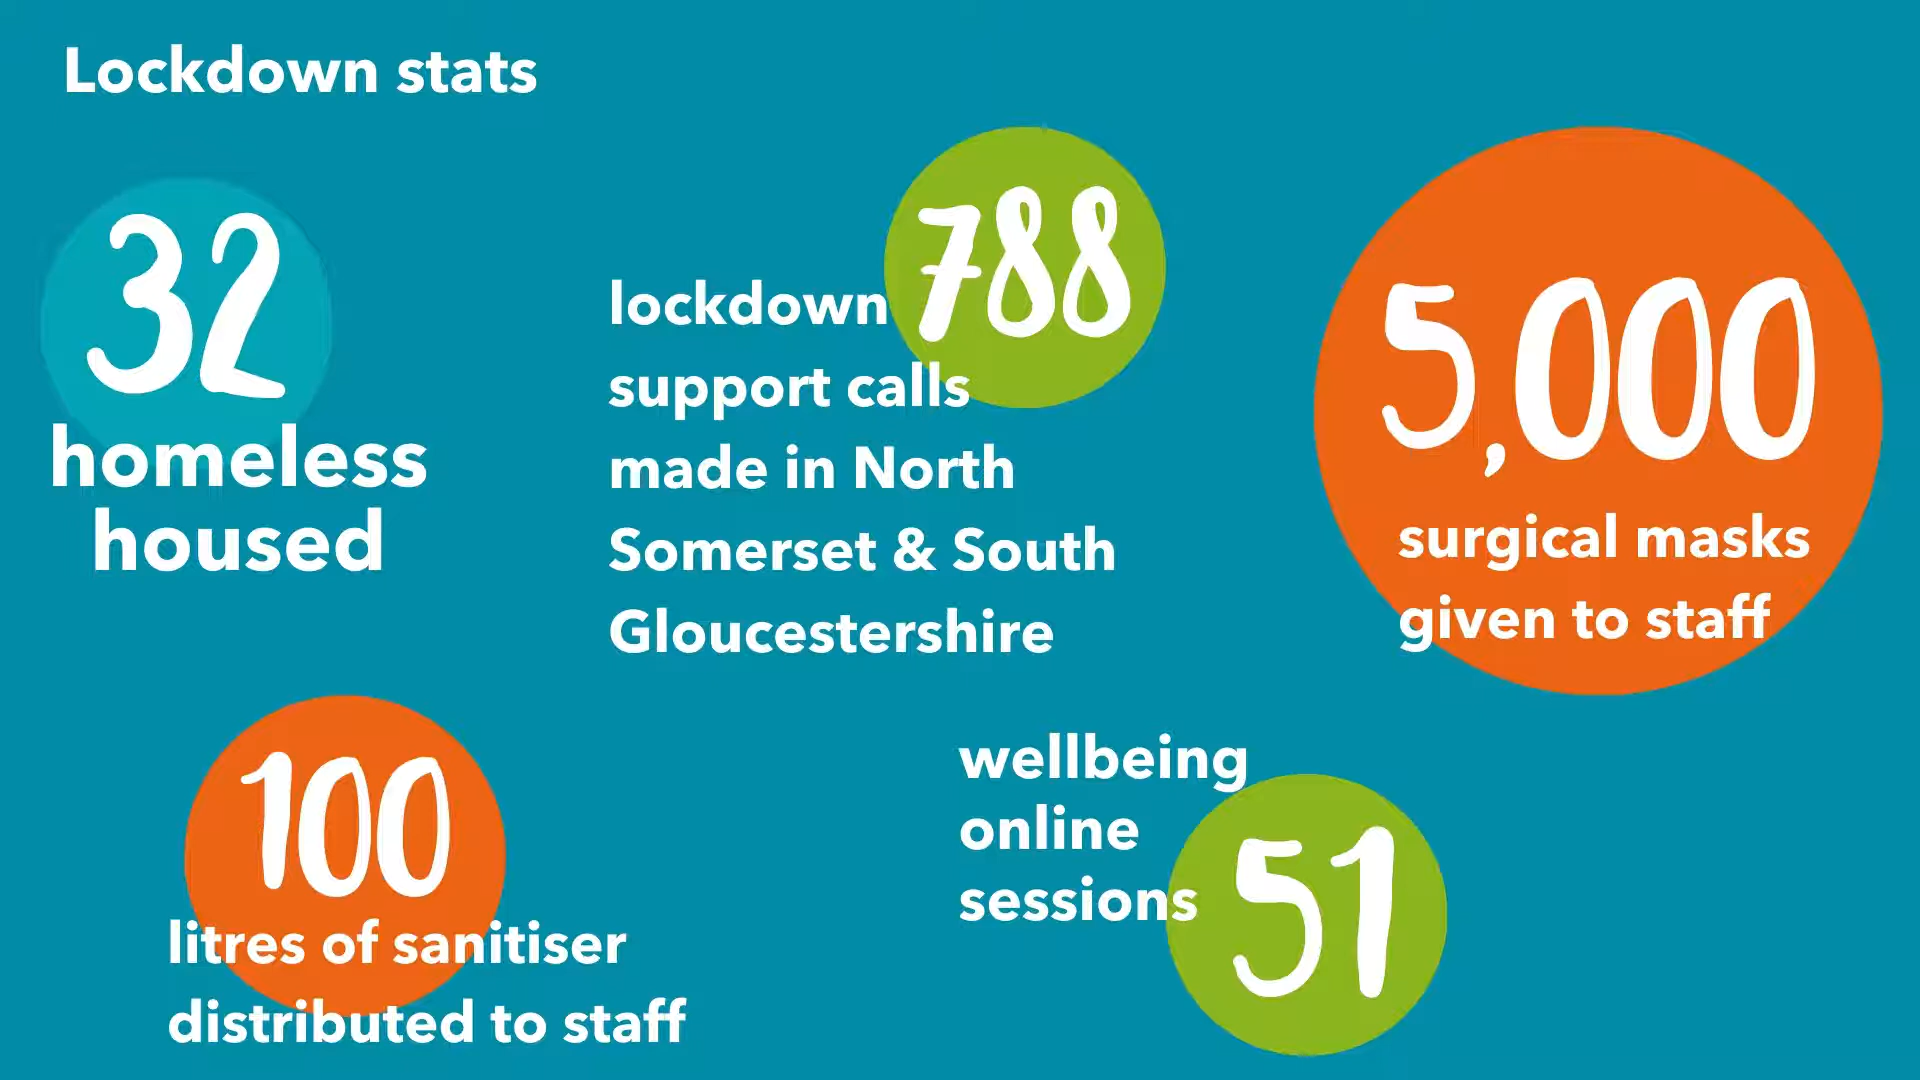 Lockdown stats
32
homeless
housed
788
lockdown
support calls
made in North
Somerset & South
Gloucestershire
5,000
surgical masks
given to staff
100
litres of sanitiser
distributed to staff
wellbeing
online
sessions
51